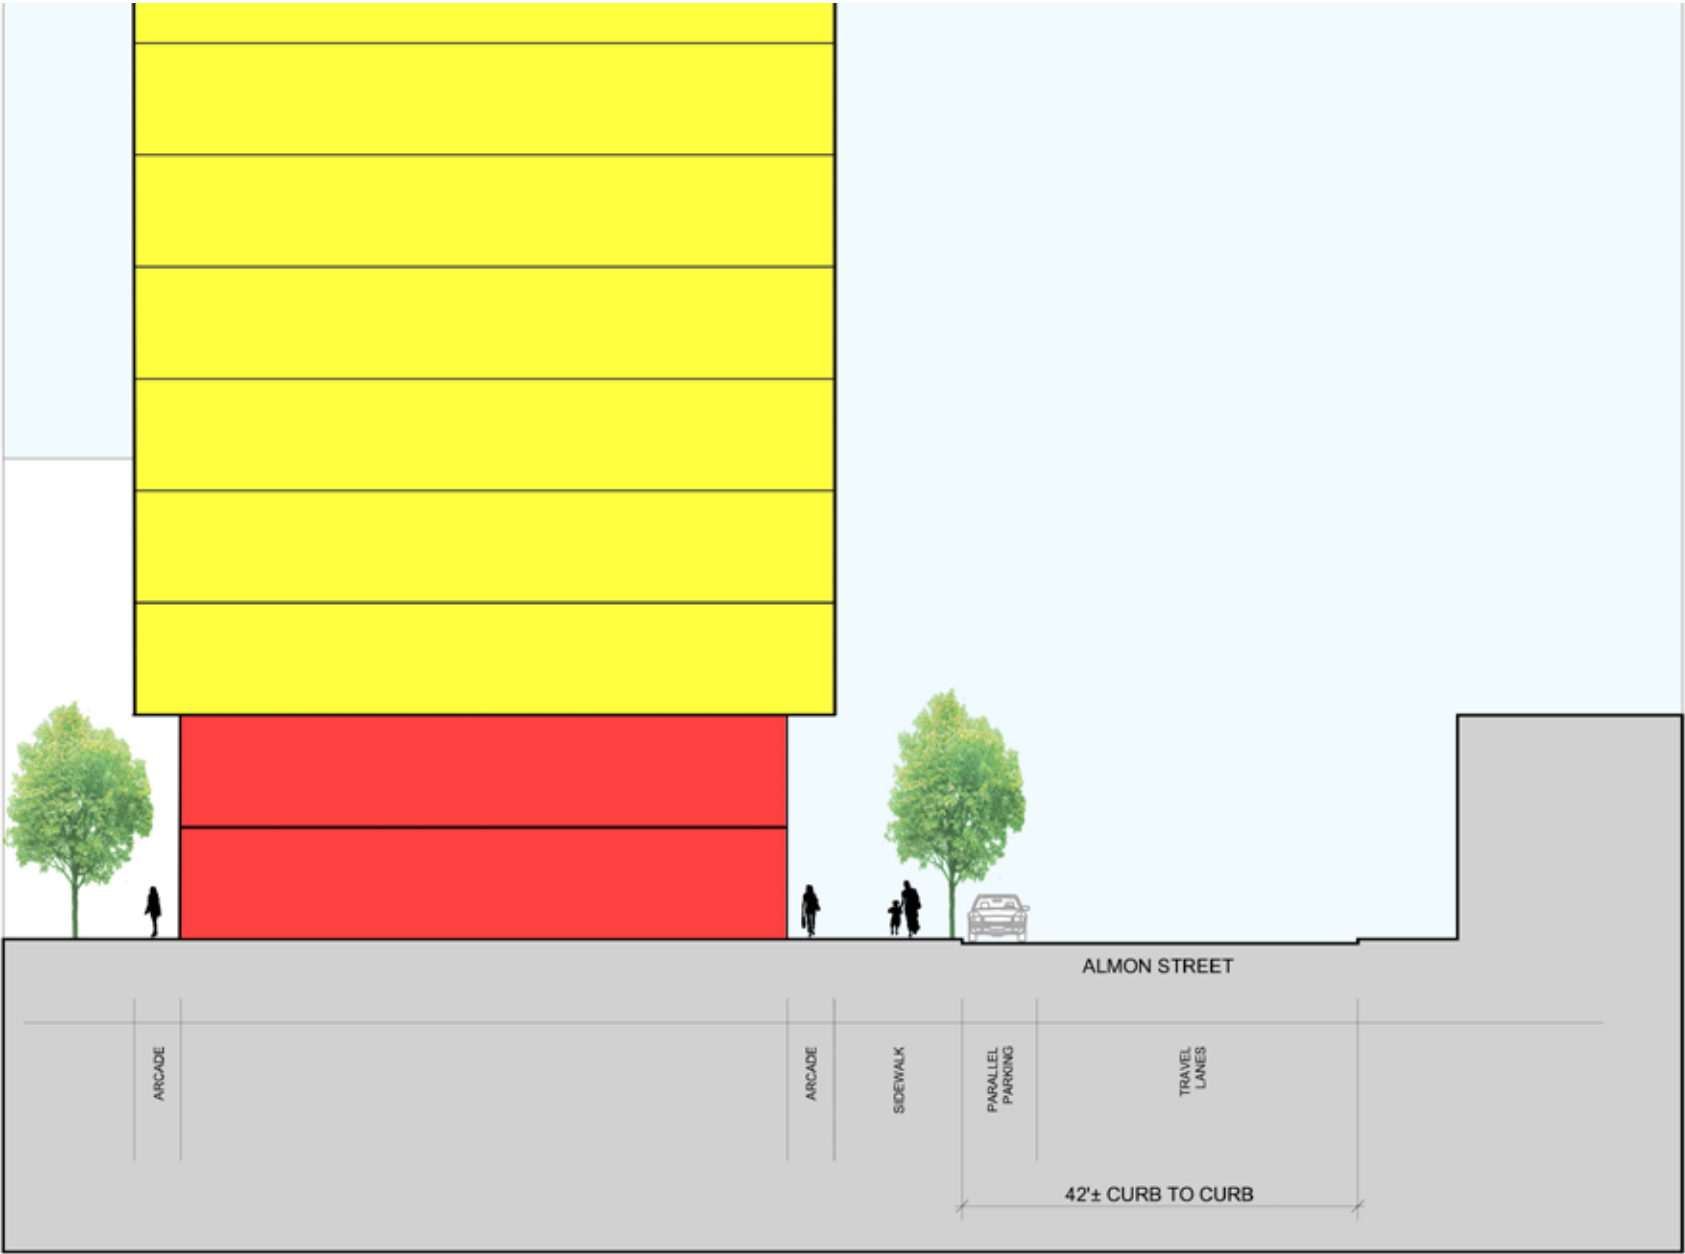 ALMON STREET
ARCADE
ARCADE
SIDEWALK
PARALLEL
PARKING
TRAVEL
LANES
42'± CURB TO CURB